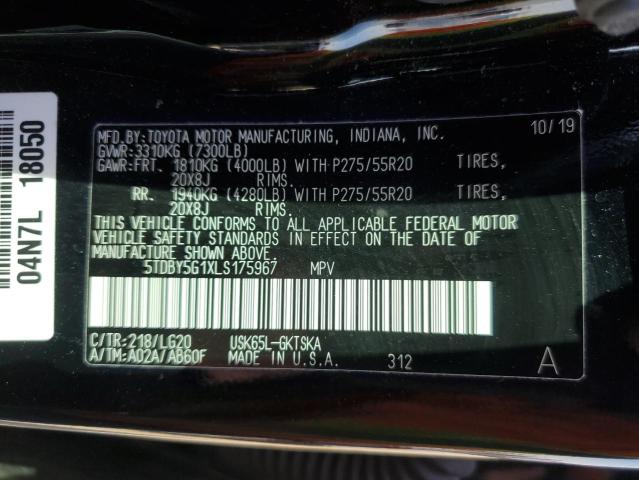 04N7L 18050
MFD.BY:TOYOTA MOTOR MANUFACTURING, INDIANA, INC. 10/19
GVWR:3310KG (7300LB)
GAWR:FRT. 1810KG (4000LB) WITH P275/55R20 TIRES,
20X8J RIMS.
RR. 1940KG (4280LB) WITH P275/55R20 TIRES,
20X8J RIMS.
THIS VEHICLE CONFORMS TO ALL APPLICABLE FEDERAL MOTOR
VEHICLE SAFETY STANDARDS IN EFFECT ON THE DATE OF
MANUFACTURE SHOWN ABOVE.
5TDBY5G1XLS175967 MPV
C/TR:218/LG20 USK65L-GKTSKA
A/TM:A02A/AB60F MADE IN U.S.A. 312 A